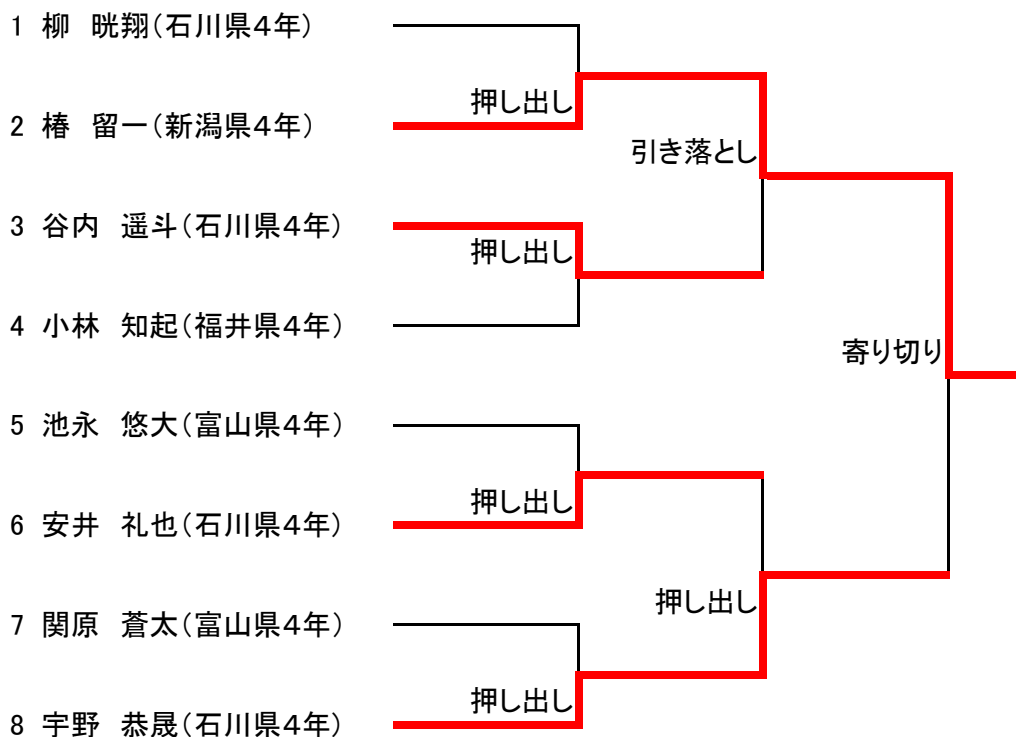 1 柳　晄翔(石川県4年)
押し出し
2 椿　留一(新潟県4年)
引き落とし
3 谷内　遥斗(石川県4年)
押し出し
4 小林　知起(福井県4年)
寄り切り
5 池永　悠大(富山県4年)
押し出し
6 安井　礼也(石川県4年)
押し出し
7 関原　蒼太(富山県4年)
押し出し
8 宇野　恭晟(石川県4年)